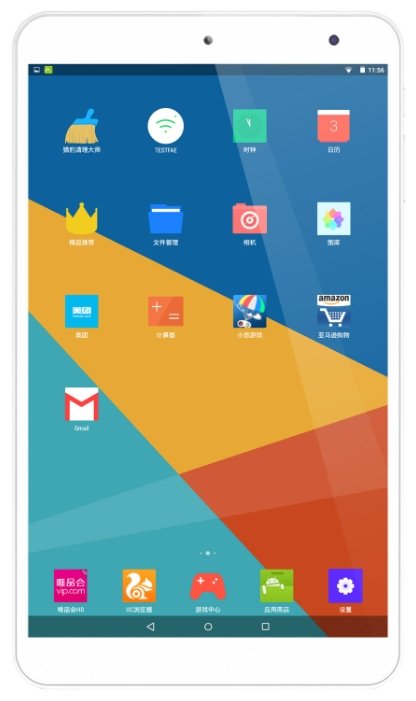 11:56
猎豹清理大师
TESTFAE
时钟
3
日历
精品推荐
文件管理
相机
图库
美团
美团
计算器
小悠游戏
amazon
亚马逊购物
Gmail
唯品会
vip.com
唯品会HD
UC浏览器
游戏中心
应用商店
设置